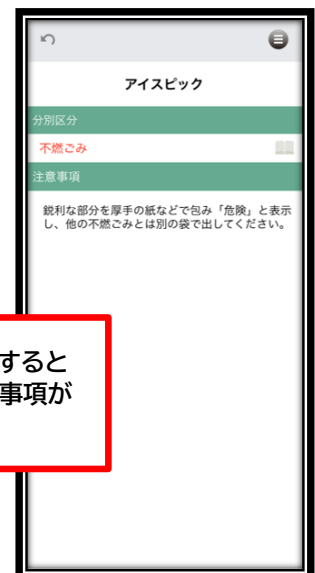 アイスピック
分別区分
不燃ごみ
注意事項
鋭利な部分を厚手の紙などで包み「危険」と表示
し、他の不燃ごみとは別の袋で出してください。
すると
事項が